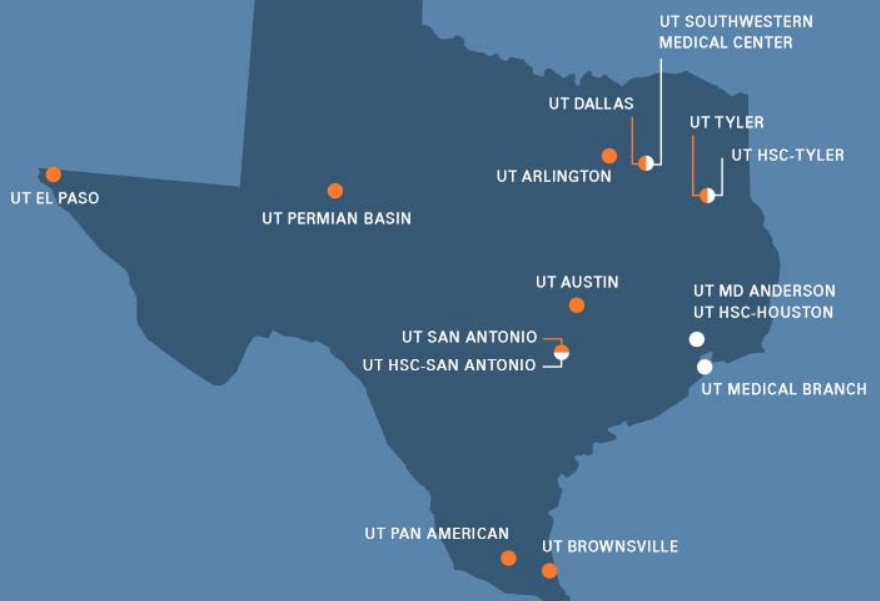 UT SOUTHWESTERN
MEDICAL CENTER
UT DALLAS
UT TYLER
UT HSC-TYLER
UT ARLINGTON
UT EL PASO
UT PERMIAN BASIN
UT AUSTIN
UT MD ANDERSON
UT HSC-HOUSTON
UT SAN ANTONIO
UT HSC-SAN ANTONIO
UT MEDICAL BRANCH
UT PAN AMERICAN
UT BROWNSVILLE